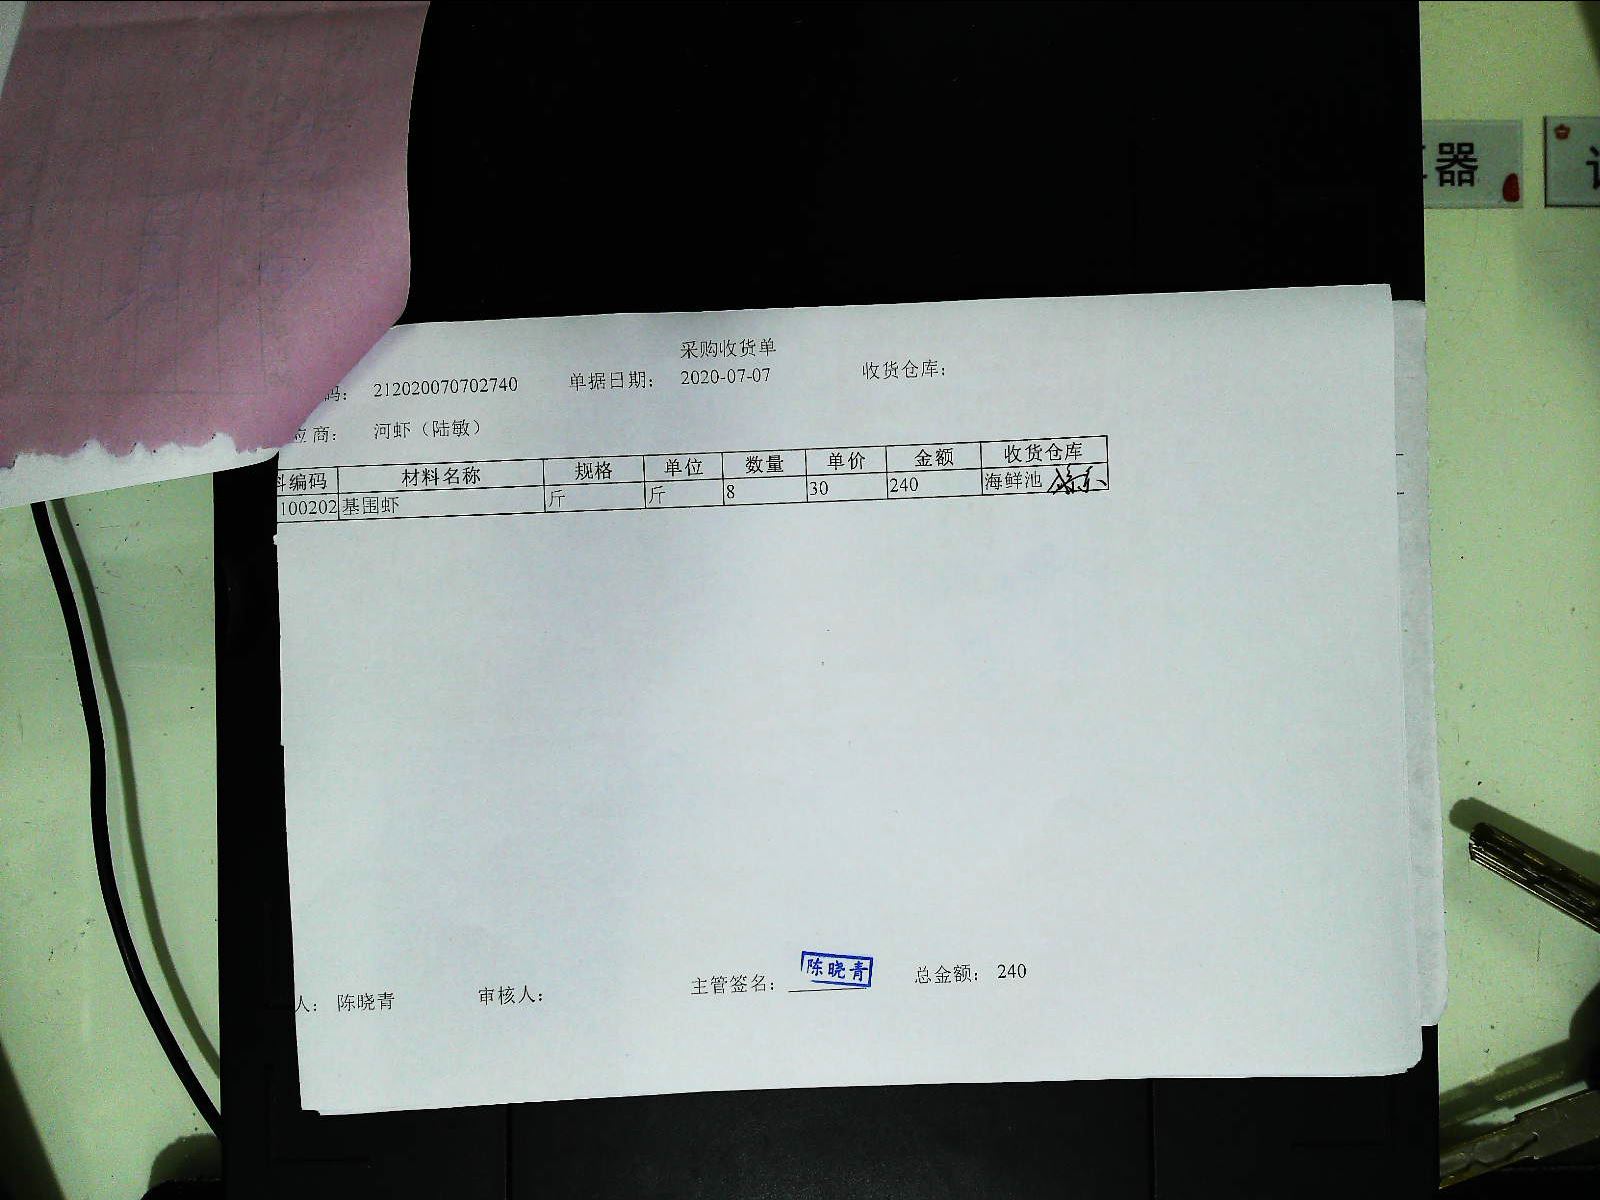 采购收货单
码： 212020070702740 单据日期： 2020-07-07 收货仓库：
应商： 河虾（陆敏）
料编码 材料名称 规格 单位 数量 单价 金额 收货仓库
100202 基围虾 斤 斤 8 30 240 海鲜池
人： 陈晓青 审核人： 主管签名： 陈晓青 总金额： 240
器